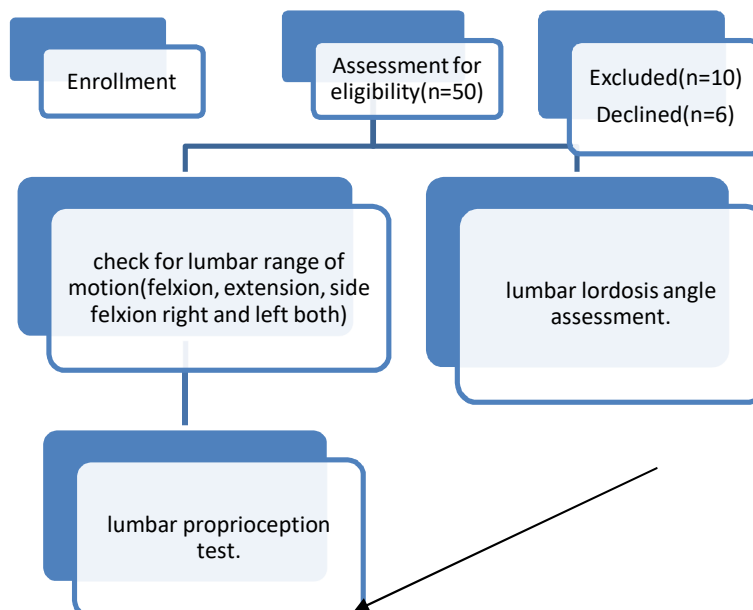 Enrollment
Assessment for
eligibility(n=50)
Excluded(n=10)
Declined(n=6)
check for lumbar range of
motion(felxion, extension, side
felxion right and left both)
lumbar lordosis angle
assessment.
lumbar proprioception
test.